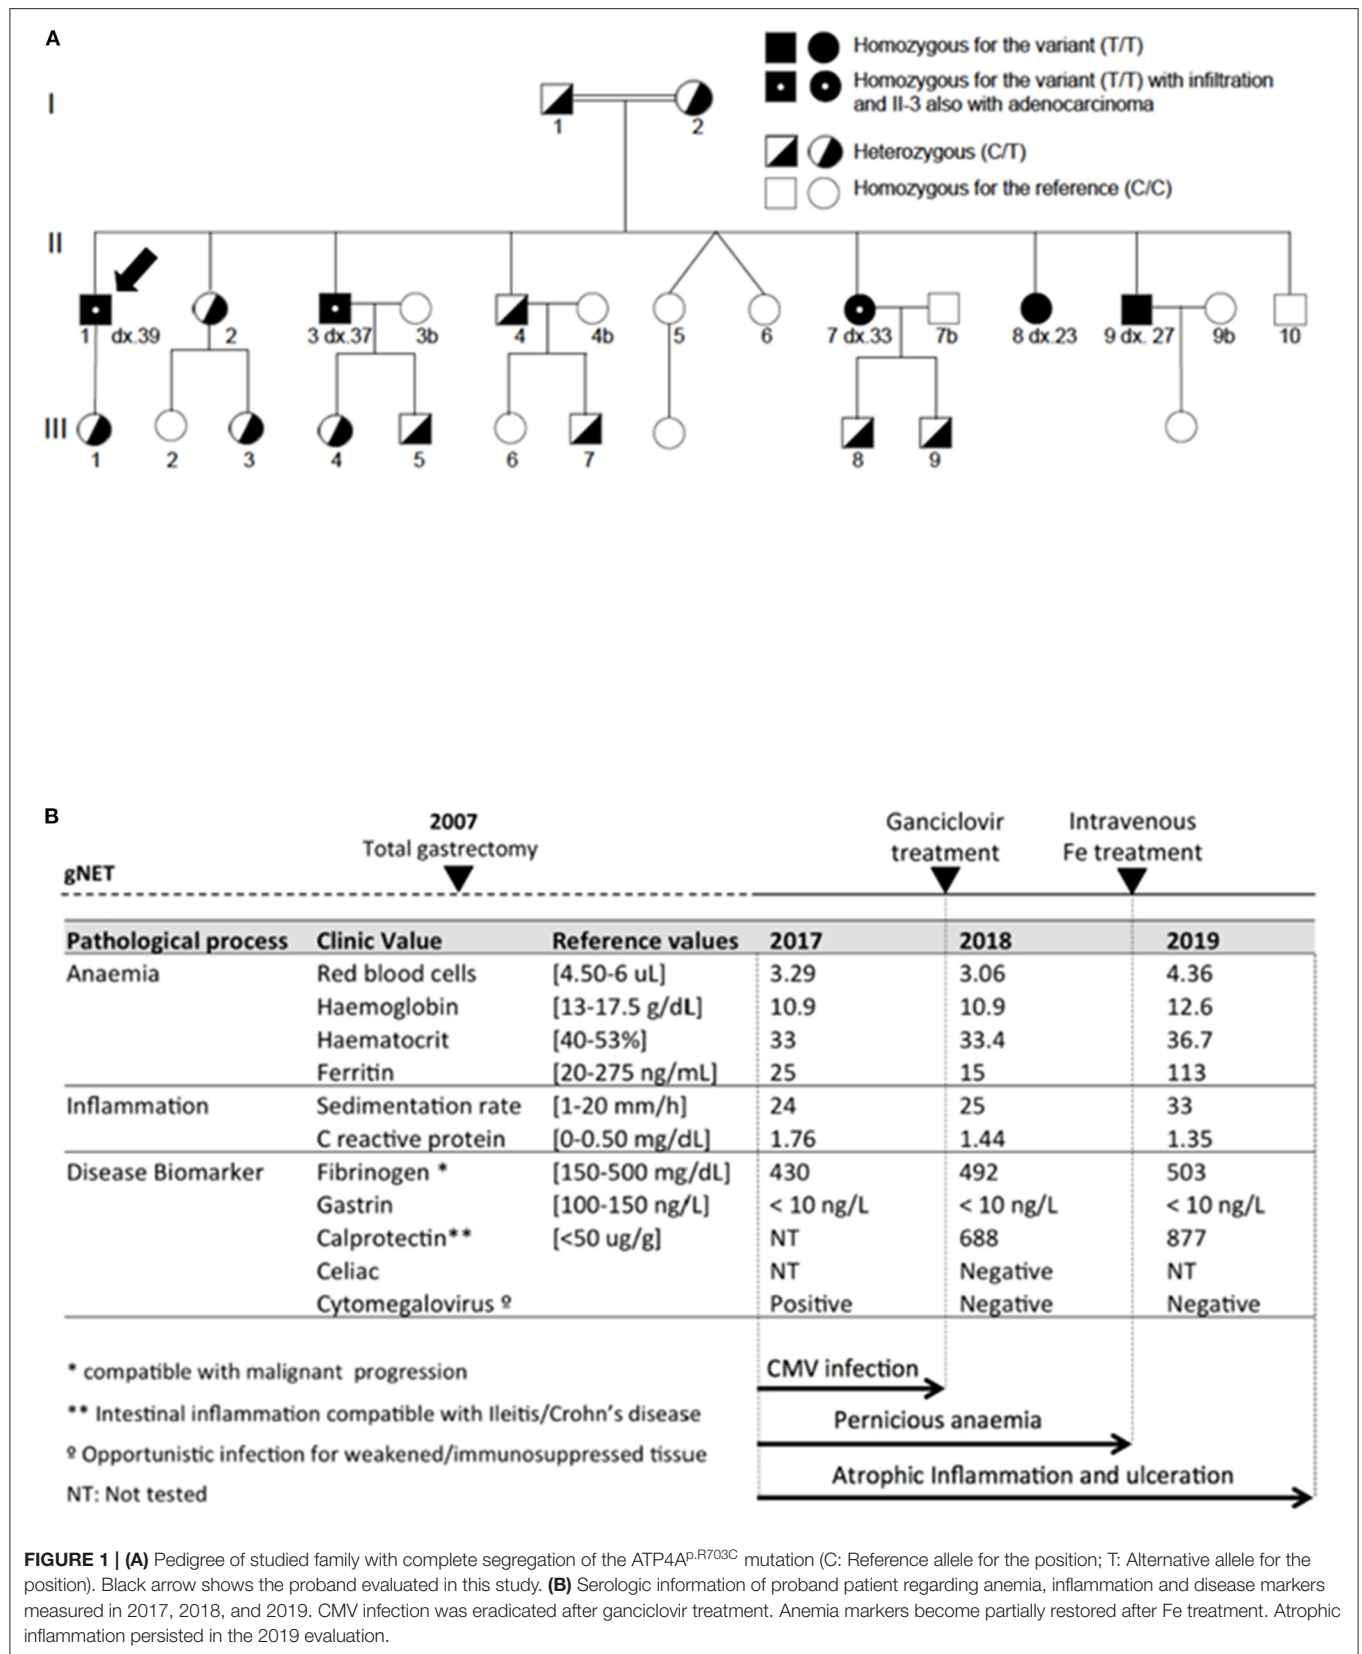 A
Homozygous for the variant (T/T)
Homozygous for the variant (T/T) with infiltration
and II-3 also with adenocarcinoma
Heterozygous (C/T)
Homozygous for the reference (C/C)
I
1
2
II
1 dx.39
2
3 dx.37
3b
4
4b
5
6
7 dx.33
7b
8 dx.23
9 dx. 27
9b
10
III
1
2
3
4
5
6
7
8
9
B
2007
Total gastrectomy
Ganciclovir
treatment
Intravenous
Fe treatment
gNET
Pathological process Clinic Value Reference values 2017 2018 2019
Anaemia Red blood cells [4.50-6 uL] 3.29 3.06 4.36
Haemoglobin [13-17.5 g/dL] 10.9 10.9 12.6
Haematocrit [40-53%] 33 33.4 36.7
Ferritin [20-275 ng/mL] 25 15 113
Inflammation Sedimentation rate [1-20 mm/h] 24 25 33
C reactive protein [0-0.50 mg/dL] 1.76 1.44 1.35
Disease Biomarker Fibrinogen * [150-500 mg/dL] 430 492 503
Gastrin [100-150 ng/L] < 10 ng/L < 10 ng/L < 10 ng/L
Calprotectin** [<50 ug/g] NT 688 877
Celiac NT Negative NT
Cytomegalovirus º Positive Negative Negative
* compatible with malignant progression
** Intestinal inflammation compatible with Ileitis/Crohn's disease
º Opportunistic infection for weakened/immunosuppressed tissue
NT: Not tested
CMV infection
Pernicious anaemia
Atrophic Inflammation and ulceration
FIGURE 1 | (A) Pedigree of studied family with complete segregation of the ATP4Ap.R703C mutation (C: Reference allele for the position; T: Alternative allele for the
position). Black arrow shows the proband evaluated in this study. (B) Serologic information of proband patient regarding anemia, inflammation and disease markers
measured in 2017, 2018, and 2019. CMV infection was eradicated after ganciclovir treatment. Anemia markers become partially restored after Fe treatment. Atrophic
inflammation persisted in the 2019 evaluation.